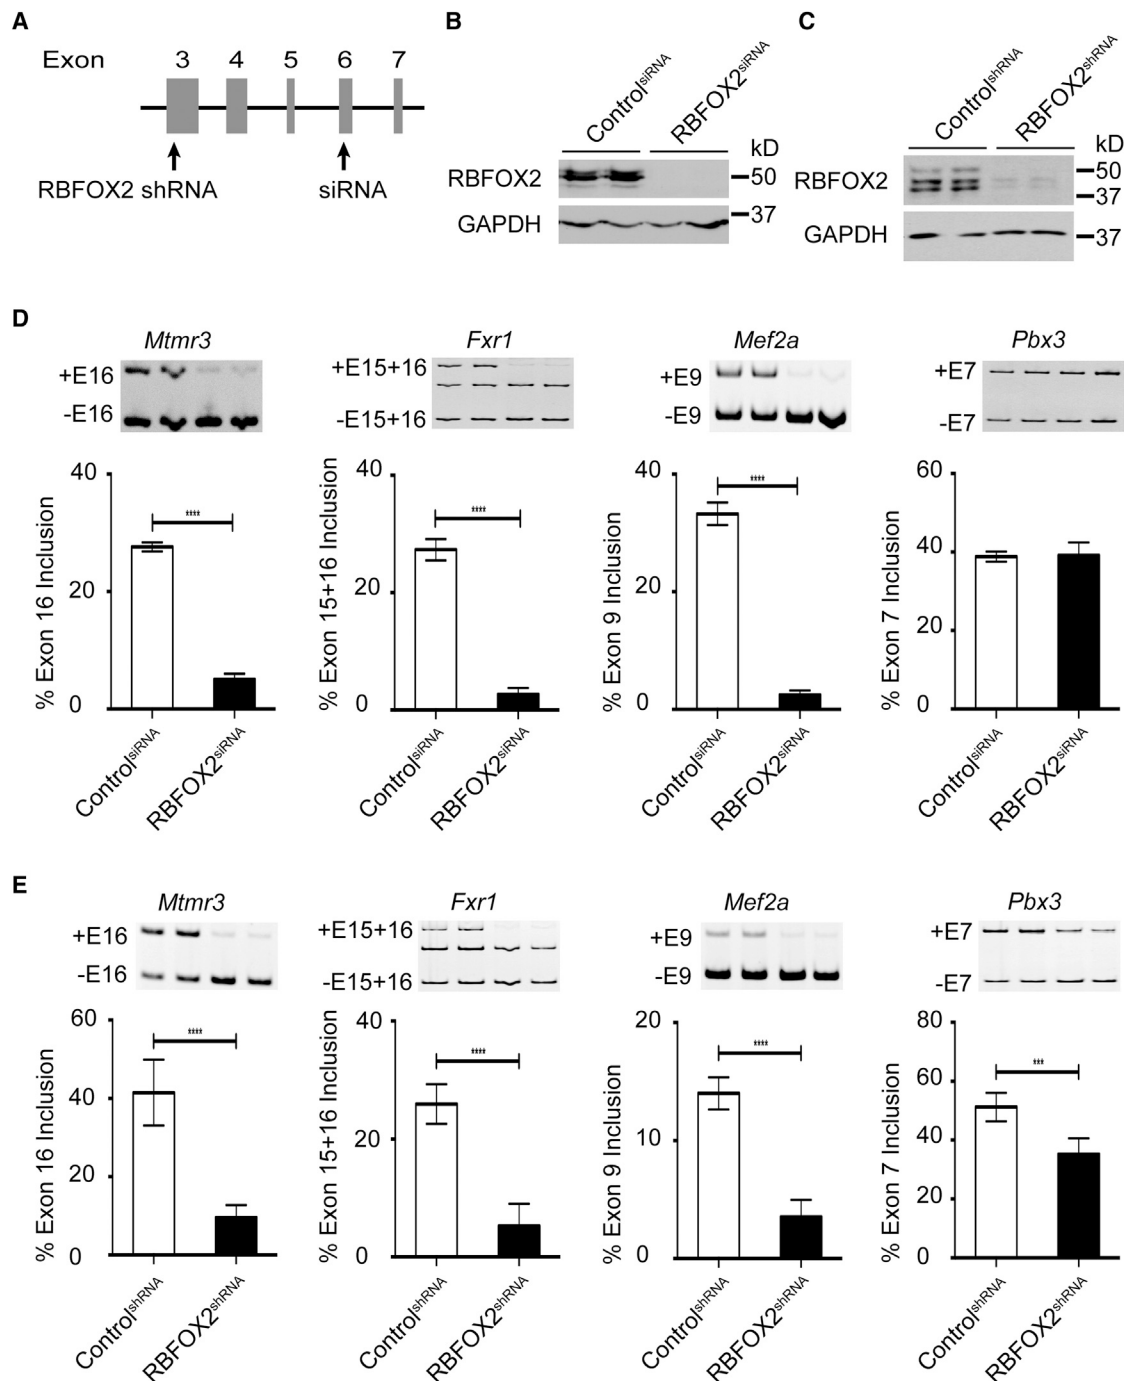 A
Exon 3 4 5 6 7
RBFOX2 shRNA siRNA
B
Control^siRNA RBFOX2^siRNA
kD
RBFOX2 50
GAPDH 37
C
Control^shRNA RBFOX2^shRNA
kD
RBFOX2 50
37
GAPDH 37
D
Mtmr3
+E16
-E16
% Exon 16 Inclusion
40
20
0
****
Control^siRNA
RBFOX2^siRNA
Fxr1
+E15+16
-E15+16
% Exon 15+16 Inclusion
40
20
0
****
Control^siRNA
RBFOX2^siRNA
Mef2a
+E9
-E9
% Exon 9 Inclusion
40
20
0
****
Control^siRNA
RBFOX2^siRNA
Pbx3
+E7
-E7
% Exon 7 Inclusion
60
40
20
0
Control^siRNA
RBFOX2^siRNA
E
Mtmr3
+E16
-E16
% Exon 16 Inclusion
60
40
20
0
****
Control^shRNA
RBFOX2^shRNA
Fxr1
+E15+16
-E15+16
% Exon 15+16 Inclusion
40
20
0
****
Control^shRNA
RBFOX2^shRNA
Mef2a
+E9
-E9
% Exon 9 Inclusion
20
10
0
****
Control^shRNA
RBFOX2^shRNA
Pbx3
+E7
-E7
% Exon 7 Inclusion
80
60
40
20
0
***
Control^shRNA
RBFOX2^shRNA